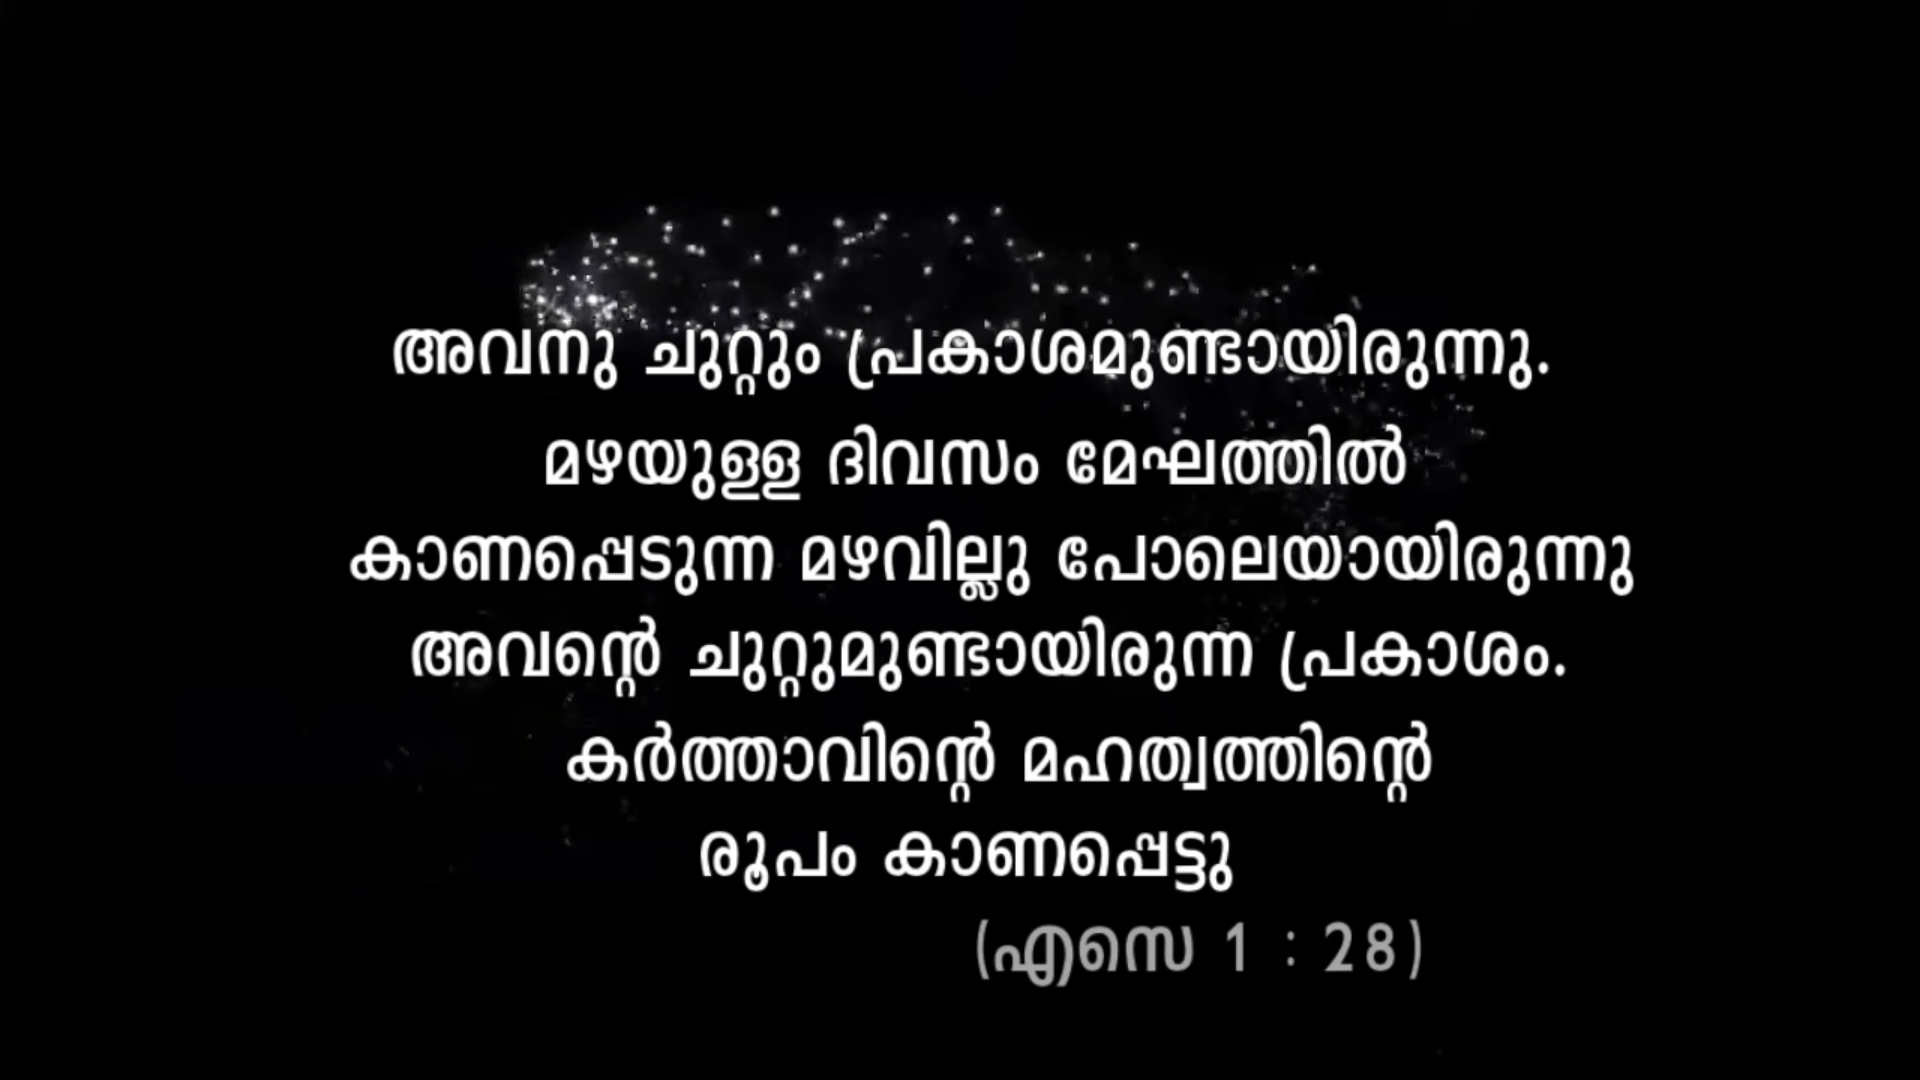 അവനു ചുറ്റും പ്രകാശമുണ്ടായിരുന്നു.
മഴയുള്ള ദിവസം മേഘത്തിൽ
കാണപ്പെടുന്ന മഴവില്ലു പോലെയായിരുന്നു
അവന്റെ ചുറ്റുമുണ്ടായിരുന്ന പ്രകാശം.
കർത്താവിന്റെ മഹത്വത്തിന്റെ
രൂപം കാണപ്പെട്ടു
(എസെ 1 : 28)